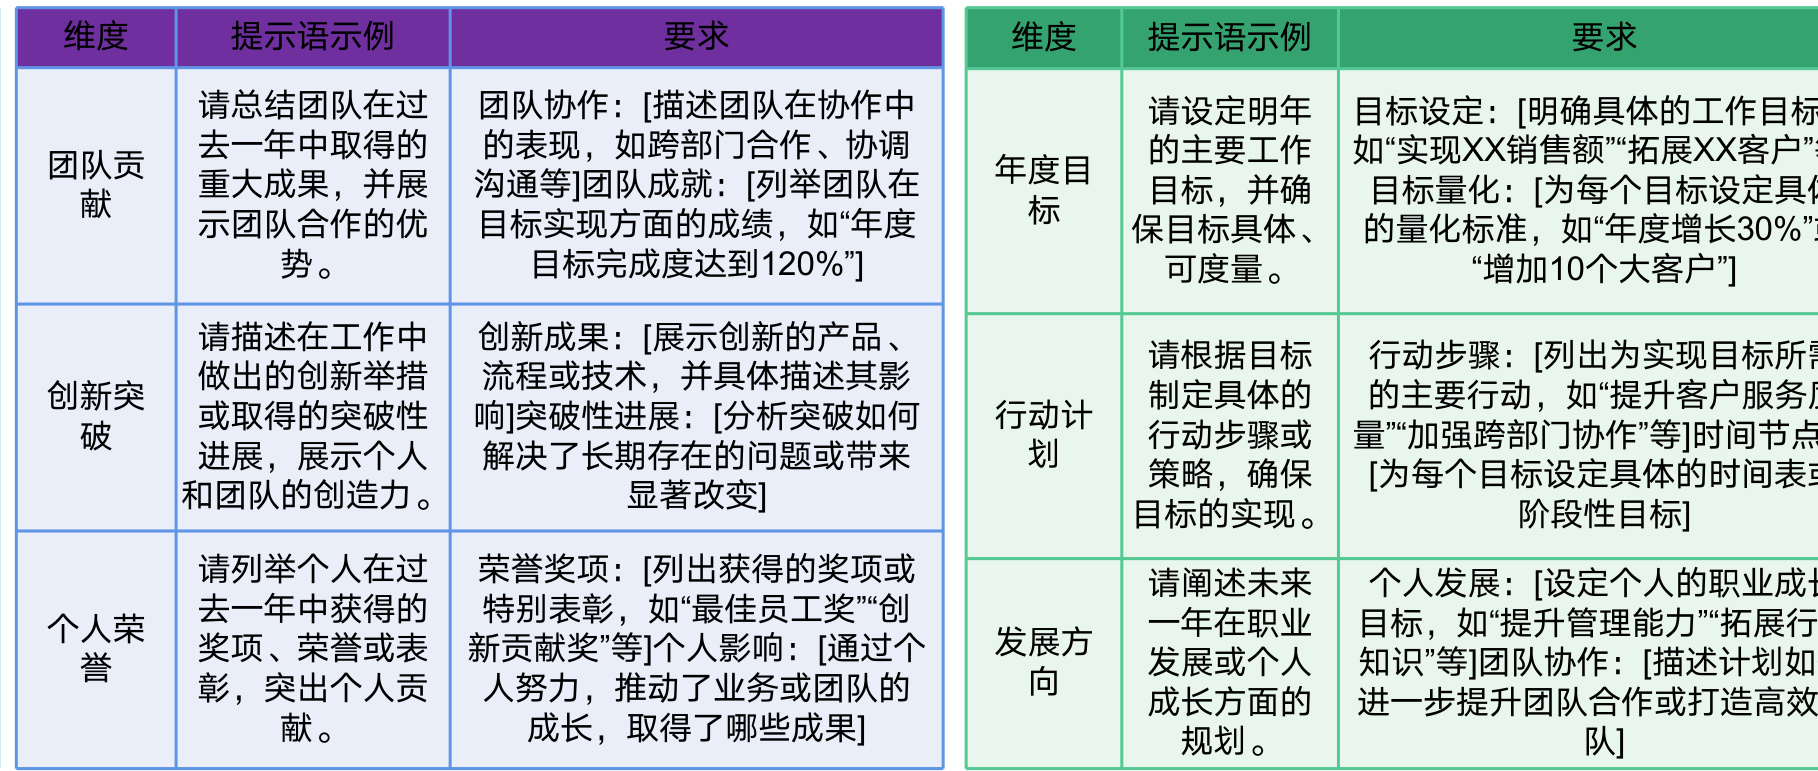 维度
提示语示例
要求
团队贡
献
请总结团队在过
去一年中取得的
重大成果，并展
示团队合作的优
势。
团队协作：[描述团队在协作中
的表现，如跨部门合作、协调
沟通等]团队成就：[列举团队在
目标实现方面的成绩，如“年度
目标完成度达到120%”]
创新突
破
请描述在工作中
做出的创新举措
或取得的突破性
进展，展示个人
和团队的创造力。
创新成果：[展示创新的产品、
流程或技术，并具体描述其影
响]突破性进展：[分析突破如何
解决了长期存在的问题或带来
显著改变]
个人荣
誉
请列举个人在过
去一年中获得的
奖项、荣誉或表
彰，突出个人贡
献。
荣誉奖项：[列出获得的奖项或
特别表彰，如“最佳员工奖”“创
新贡献奖”等]个人影响：[通过个
人努力，推动了业务或团队的
成长，取得了哪些成果]
维度
提示语示例
要求
年度目
标
请设定明年
的主要工作
目标，并确
保目标具体、
可度量。
目标设定：[明确具体的工作目标
如“实现XX销售额”“拓展XX客户”
目标量化：[为每个目标设定具体
的量化标准，如“年度增长30%”
“增加10个大客户”]
行动计
划
请根据目标
制定具体的
行动步骤或
策略，确保
目标的实现。
行动步骤：[列出为实现目标所需
的主要行动，如“提升客户服务质
量”“加强跨部门协作”等]时间节点
[为每个目标设定具体的时间表或
阶段性目标]
发展方
向
请阐述未来
一年在职业
发展或个人
成长方面的
规划。
个人发展：[设定个人的职业成长
目标，如“提升管理能力”“拓展行
知识”等]团队协作：[描述计划如
进一步提升团队合作或打造高效
队]